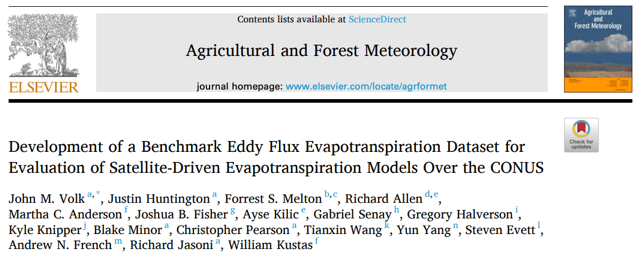 Contents lists available at ScienceDirect
Agricultural and Forest Meteorology
ELSEVIER
journal homepage: www.elsevier.com/locate/agrformet
Agricultural
and
Forest
Meteorology
Check for
updates
Development of a Benchmark Eddy Flux Evapotranspiration Dataset for
Evaluation of Satellite-Driven Evapotranspiration Models Over the CONUS
John M. Volk a,*, Justin Huntington a, Forrest S. Melton b,c, Richard Allen d,e,
Martha C. Anderson f, Joshua B. Fisher g, Ayse Kilic e, Gabriel Senay h, Gregory Halverson i,
Kyle Knipper j, Blake Minor a, Christopher Pearson a, Tianxin Wang k, Yun Yang n, Steven Evett l,
Andrew N. French m, Richard Jasoni a, William Kustas f